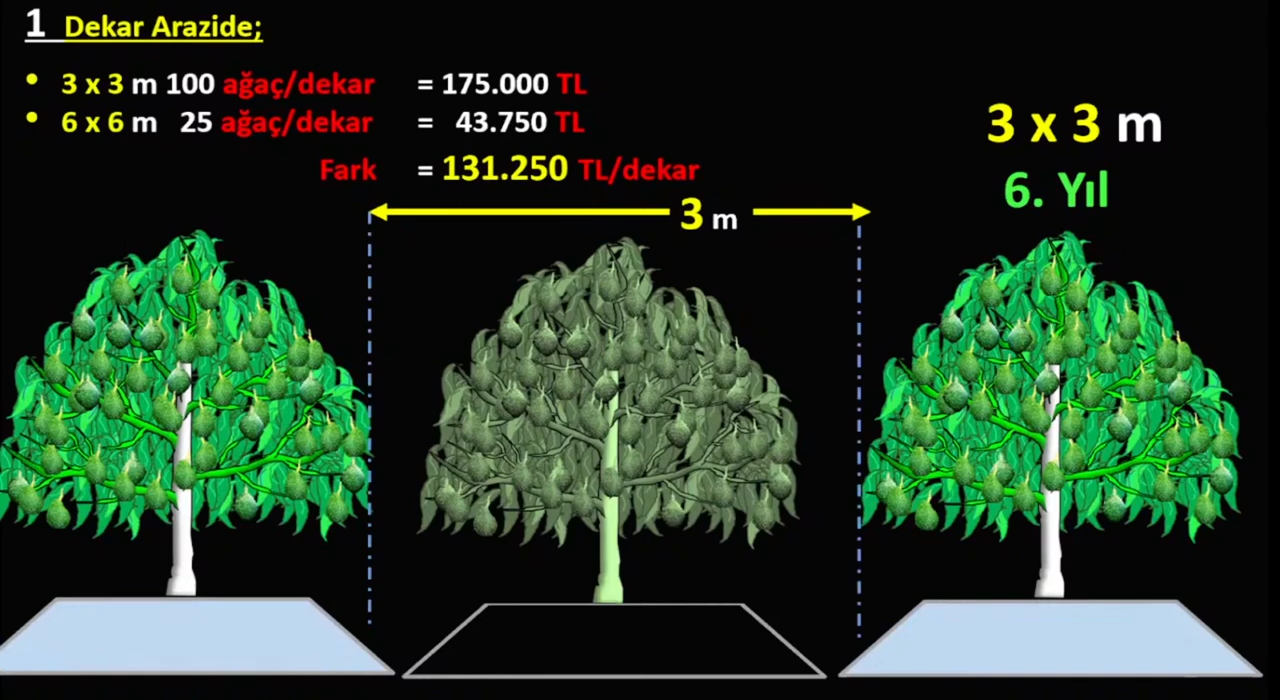 1 Dekar Arazide;
• 3 x 3 m 100 ağaç/dekar = 175.000 TL
• 6 x 6 m 25 ağaç/dekar = 43.750 TL
Fark = 131.250 TL/dekar
3 m
3 x 3 m
6. Yıl